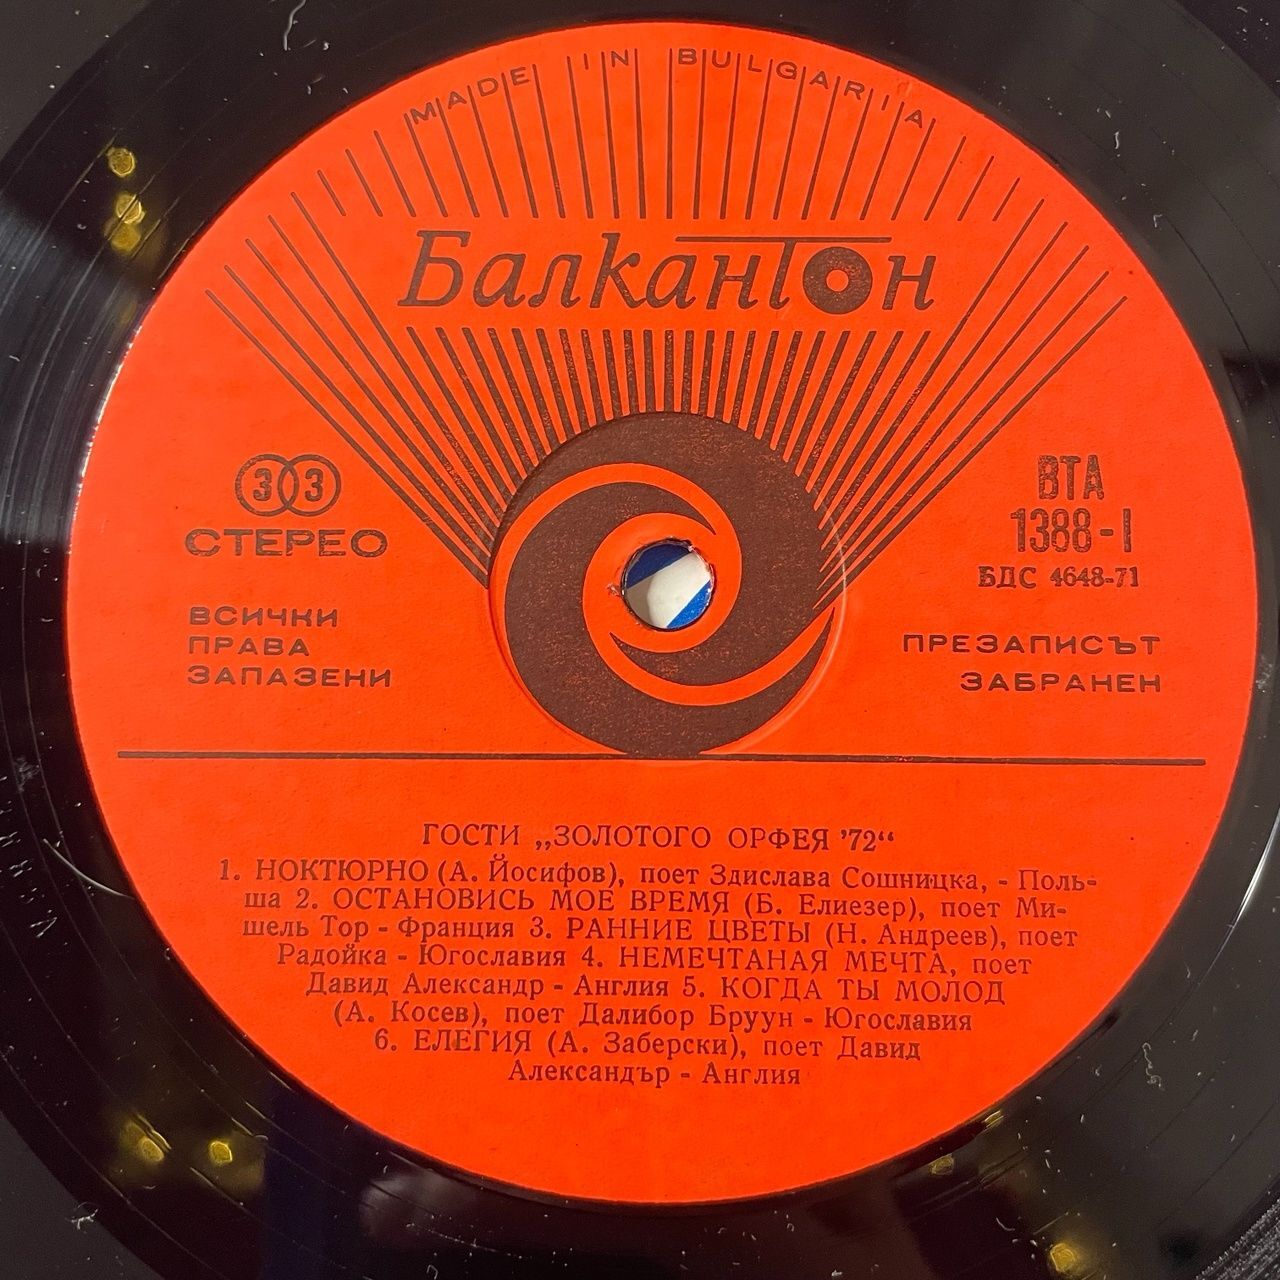 MADE IN BULGARIA
Балкантон
33
СТЕРЕО
ВСИЧКИ
ПРАВА
ЗАПАЗЕНИ
ВТА
1388-I
БДС 4648-71
ПРЕЗАПИСЪТ
ЗАБРАНЕН
ГОСТИ „ЗОЛОТОГО ОРФЕЯ '72“
1. НОКТЮРНО (А. Йосифов), поет Здислава Сошницка, - Поль-
ша 2. ОСТАНОВИСЬ МОЕ ВРЕМЯ (Б. Елиезер), поет Ми-
шель Тор - Франция 3. РАННИЕ ЦВЕТЫ (Н. Андреев), поет
Радойка - Югославия 4. НЕМЕЧТАНАЯ МЕЧТА, поет
Давид Александр - Англия 5. КОГДА ТЫ МОЛОД
(А. Косев), поет Далибор Бруун - Югославия
6. ЕЛЕГИЯ (А. Заберски), поет Давид
Александър - Англия